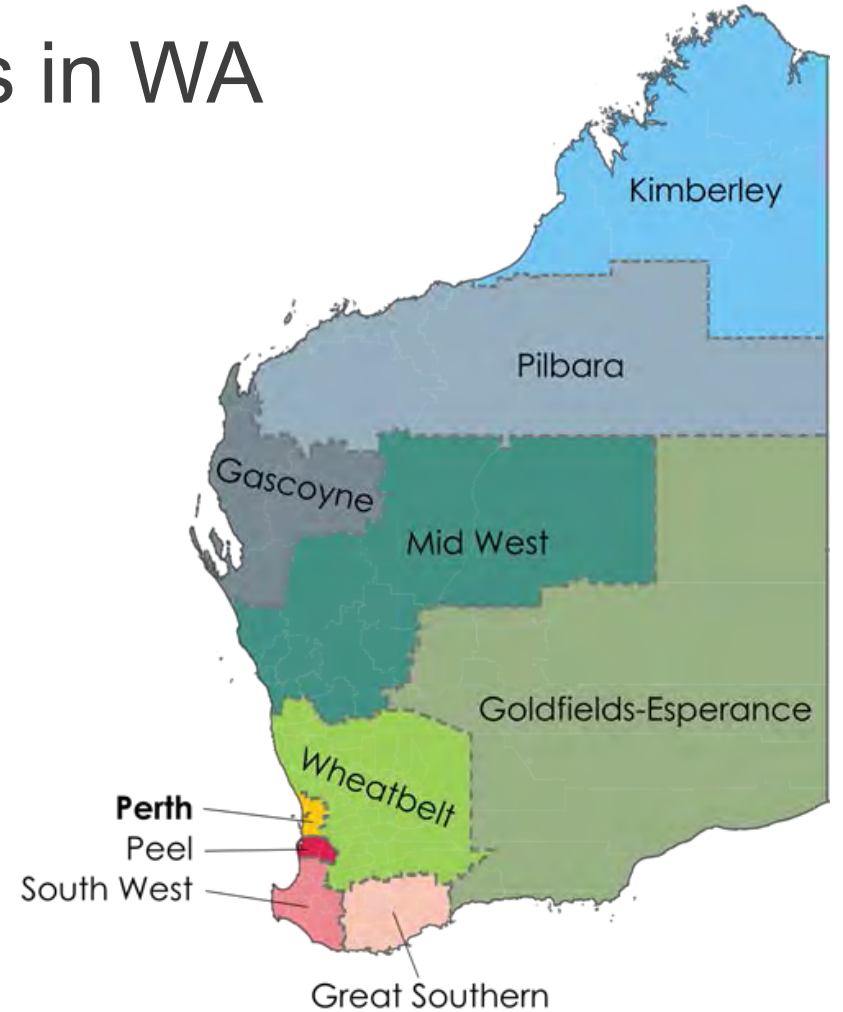 s in WA
Kimberley
Pilbara
Gascoyne
Mid West
Goldfields-Esperance
Wheatbelt
Perth
Peel
South West
Great Southern